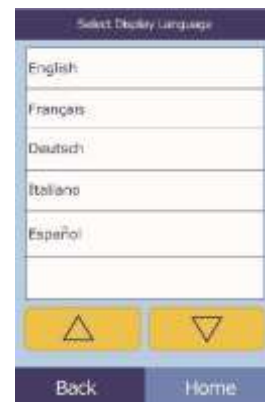 Select Display Language
English
Français
Deutsch
Italiano
Español
Back
Home